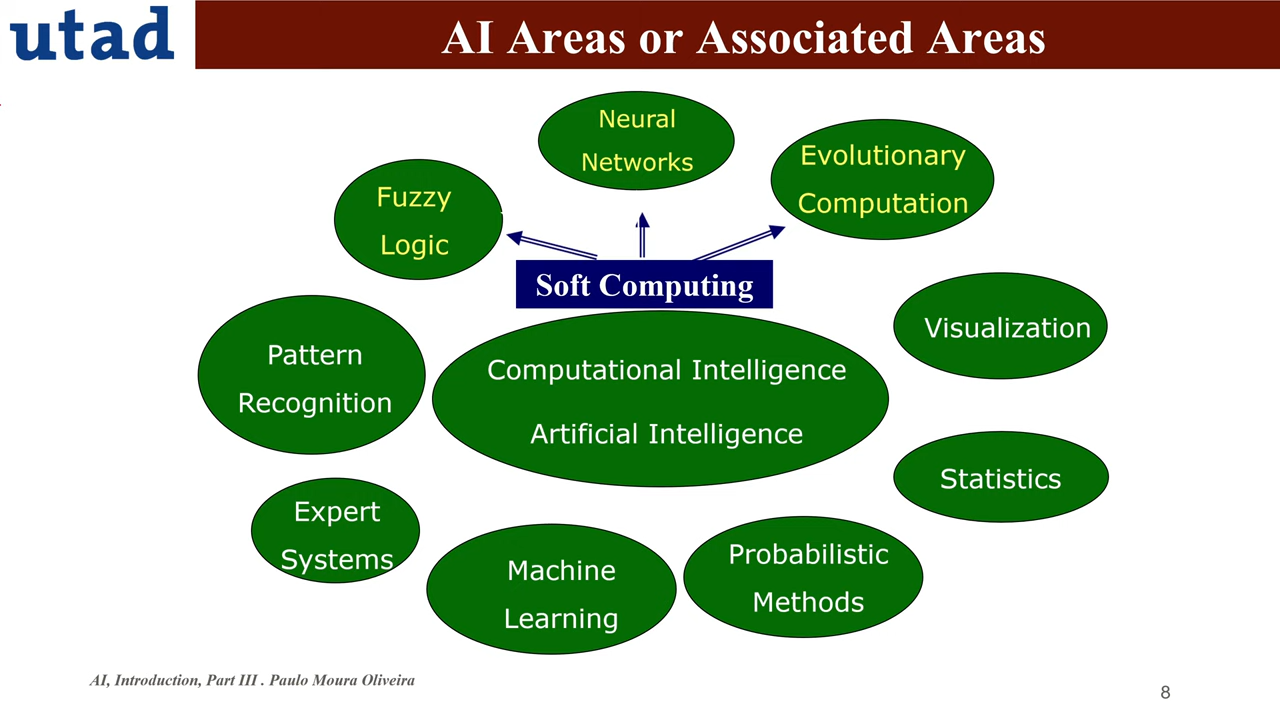 utad
AI Areas or Associated Areas
Neural
Networks
Evolutionary
Computation
Fuzzy
Logic
Soft Computing
Visualization
Pattern
Recognition
Computational Intelligence
Artificial Intelligence
Statistics
Expert
Systems
Machine
Learning
Probabilistic
Methods
AI, Introduction, Part III . Paulo Moura Oliveira
8